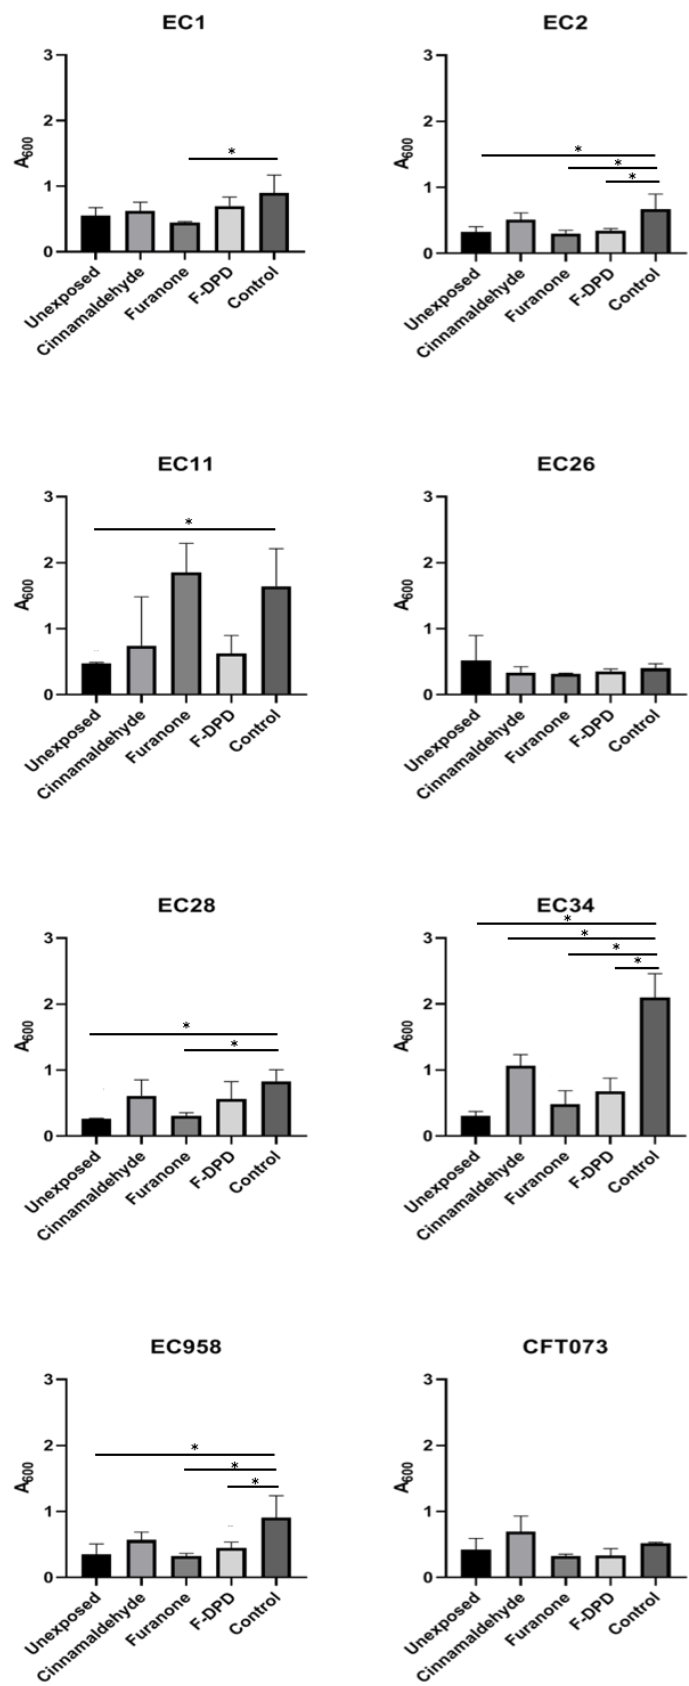 EC1
3
2
1
0
A600
*
Unexposed
Cinnamaldehyde
Furanone
F-DPD
Control
EC2
3
2
1
0
A600
*
*
*
Unexposed
Cinnamaldehyde
Furanone
F-DPD
Control
EC11
3
2
1
0
A600
*
Unexposed
Cinnamaldehyde
Furanone
F-DPD
Control
EC26
3
2
1
0
A600
Unexposed
Cinnamaldehyde
Furanone
F-DPD
Control
EC28
3
2
1
0
A600
*
*
Unexposed
Cinnamaldehyde
Furanone
F-DPD
Control
EC34
3
2
1
0
A600
*
*
*
*
Unexposed
Cinnamaldehyde
Furanone
F-DPD
Control
EC958
3
2
1
0
A600
*
*
*
Unexposed
Cinnamaldehyde
Furanone
F-DPD
Control
CFT073
3
2
1
0
A600
Unexposed
Cinnamaldehyde
Furanone
F-DPD
Control